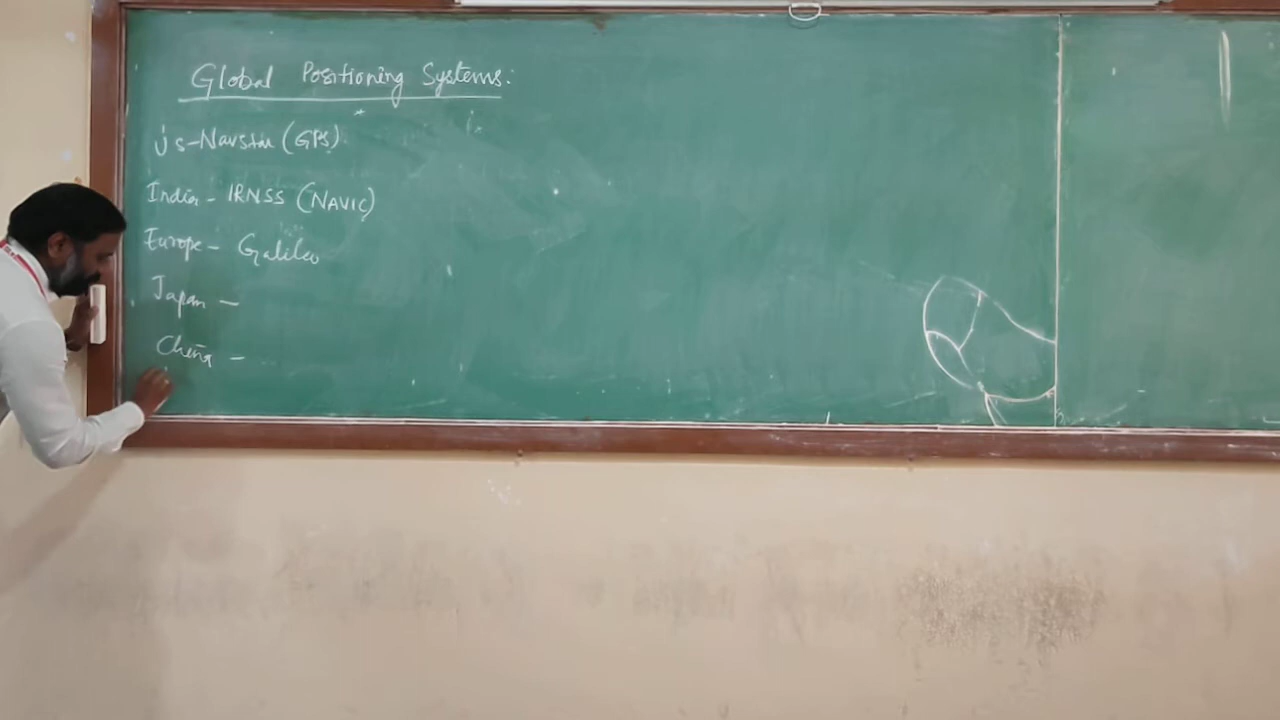 Global Positioning Systems:
US-Navstar (GPS)
India - IRNSS (NAVIC)
Europe - Galileo
Japan -
China -